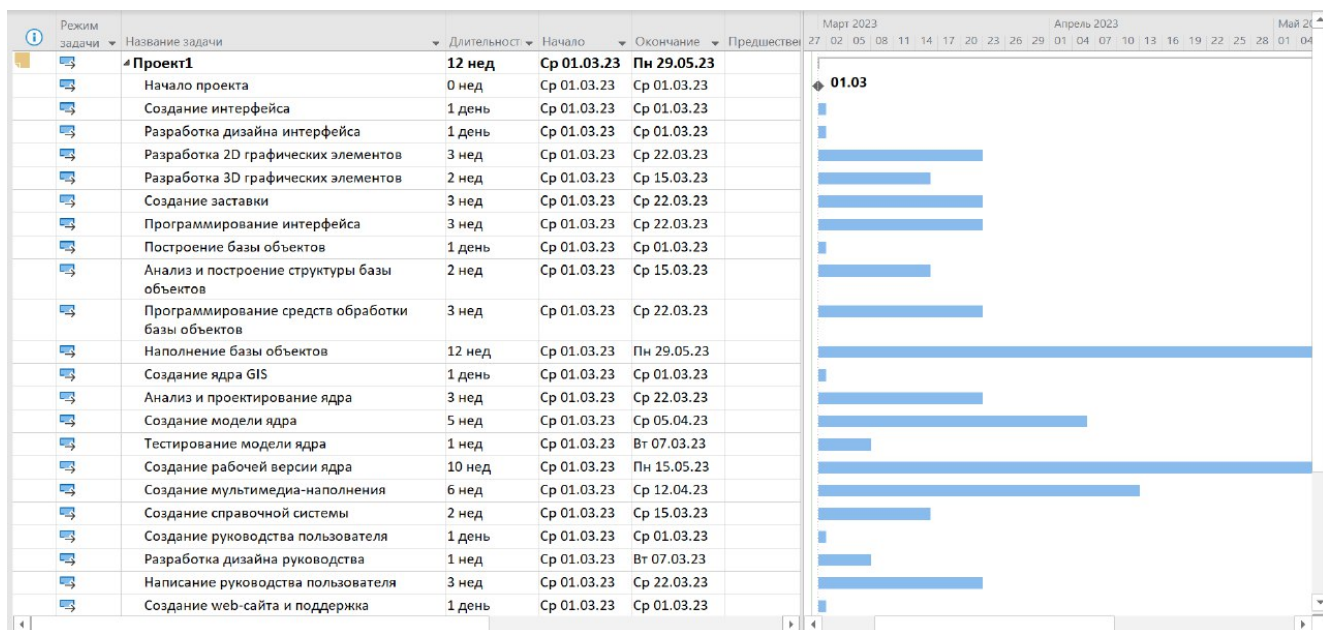 Режим
задачи Название задачи Длительность Начало Окончание Предшествен
Март 2023 Апрель 2023 Май 20
27 02 05 08 11 14 17 20 23 26 29 01 04 07 10 13 16 19 22 25 28 01 04
Проект1 12 нед Ср 01.03.23 Пн 29.05.23
Начало проекта 0 нед Ср 01.03.23 Ср 01.03.23 01.03
Создание интерфейса 1 день Ср 01.03.23 Ср 01.03.23
Разработка дизайна интерфейса 1 день Ср 01.03.23 Ср 01.03.23
Разработка 2D графических элементов 3 нед Ср 01.03.23 Ср 22.03.23
Разработка 3D графических элементов 2 нед Ср 01.03.23 Ср 15.03.23
Создание заставки 3 нед Ср 01.03.23 Ср 22.03.23
Программирование интерфейса 3 нед Ср 01.03.23 Ср 22.03.23
Построение базы объектов 1 день Ср 01.03.23 Ср 01.03.23
Анализ и построение структуры базы 2 нед Ср 01.03.23 Ср 15.03.23
объектов
Программирование средств обработки 3 нед Ср 01.03.23 Ср 22.03.23
базы объектов
Наполнение базы объектов 12 нед Ср 01.03.23 Пн 29.05.23
Создание ядра GIS 1 день Ср 01.03.23 Ср 01.03.23
Анализ и проектирование ядра 3 нед Ср 01.03.23 Ср 22.03.23
Создание модели ядра 5 нед Ср 01.03.23 Ср 05.04.23
Тестирование модели ядра 1 нед Ср 01.03.23 Вт 07.03.23
Создание рабочей версии ядра 10 нед Ср 01.03.23 Пн 15.05.23
Создание мультимедиа-наполнения 6 нед Ср 01.03.23 Ср 12.04.23
Создание справочной системы 2 нед Ср 01.03.23 Ср 15.03.23
Создание руководства пользователя 1 день Ср 01.03.23 Ср 01.03.23
Разработка дизайна руководства 1 нед Ср 01.03.23 Вт 07.03.23
Написание руководства пользователя 3 нед Ср 01.03.23 Ср 22.03.23
Создание web-сайта и поддержка 1 день Ср 01.03.23 Ср 01.03.23